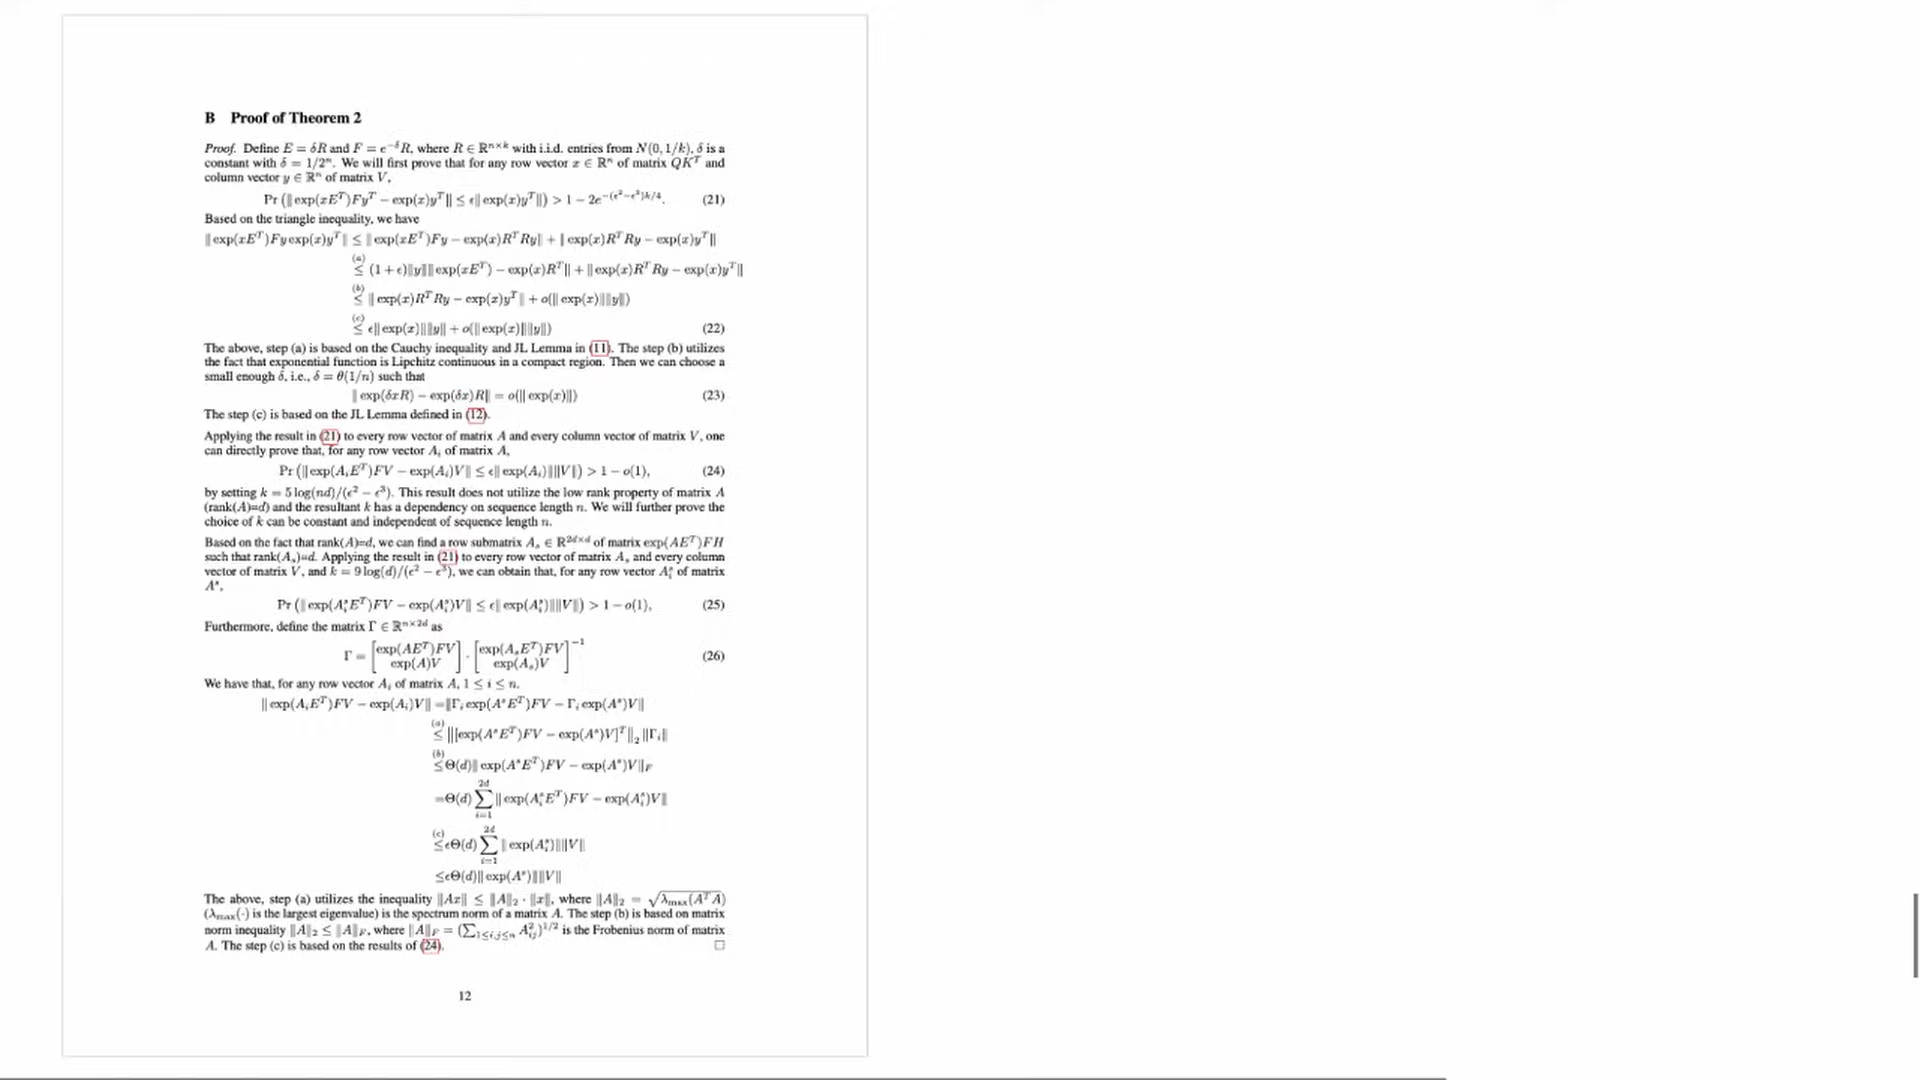 B Proof of Theorem 2
Proof. Define E = δR and F = e^{-δ}R, where R ∈ ℝ^{n×k} with i.i.d. entries from N(0, 1/k), δ is a
constant with δ = 1/2^n. We will first prove that for any row vector x ∈ ℝ^n of matrix QK^T and
column vector y ∈ ℝ^n of matrix V,
Pr (‖exp(xE^T)Fy^T − exp(x)y^T‖ ≤ ϵ‖exp(x)y^T‖) > 1 − 2e^{−(ϵ^2−ϵ^3)k/4}. (21)
Based on the triangle inequality, we have
‖exp(xE^T)Fy exp(x)y^T‖ ≤ ‖exp(xE^T)Fy − exp(x)R^T Ry‖ + ‖exp(x)R^T Ry − exp(x)y^T‖
(a) ≤ (1 + ϵ)‖y‖‖exp(xE^T) − exp(x)R^T‖ + ‖exp(x)R^T Ry − exp(x)y^T‖
(b) ≤ ‖exp(x)R^T Ry − exp(x)y^T‖ + o(‖exp(x)‖‖y‖)
(c) ≤ ϵ‖exp(x)‖‖y‖ + o(‖exp(x)‖‖y‖) (22)
The above, step (a) is based on the Cauchy inequality and JL Lemma in (11). The step (b) utilizes
the fact that exponential function is Lipchitz continuous in a compact region. Then we can choose a
small enough δ, i.e., δ = θ(1/n) such that
‖exp(δxR) − exp(δx)R‖ = o(‖exp(x)‖) (23)
The step (c) is based on the JL Lemma defined in (12).
Applying the result in (21) to every row vector of matrix A and every column vector of matrix V, one
can directly prove that, for any row vector A_i of matrix A,
Pr (‖exp(A_iE^T)FV − exp(A_i)V‖ ≤ ϵ‖exp(A_i)‖‖V‖) > 1 − o(1), (24)
by setting k = 5 log(nd)/(ϵ^2 − ϵ^3). This result does not utilize the low rank property of matrix A
(rank(A)=d) and the resultant k has a dependency on sequence length n. We will further prove the
choice of k can be constant and independent of sequence length n.
Based on the fact that rank(A)=d, we can find a row submatrix A_s ∈ ℝ^{2d×d} of matrix exp(AE^T)FH
such that rank(A_s)=d. Applying the result in (21) to every row vector of matrix A_s and every column
vector of matrix V, and k = 9 log(d)/(ϵ^2 − ϵ^3), we can obtain that, for any row vector A_i^s of matrix
A^s,
Pr (‖exp(A_i^sE^T)FV − exp(A_i^s)V‖ ≤ ϵ‖exp(A_i^s)‖‖V‖) > 1 − o(1), (25)
Furthermore, define the matrix Γ ∈ ℝ^{n×2d} as
Γ = [exp(AE^T)FV; exp(A)V] · [exp(A_sE^T)FV; exp(A_s)V]^{−1} (26)
We have that, for any row vector A_i of matrix A, 1 ≤ i ≤ n.
‖exp(A_iE^T)FV − exp(A_i)V‖ =‖Γ_i exp(A^sE^T)FV − Γ_i exp(A^s)V‖
(a) ≤ ‖[exp(A^sE^T)FV − exp(A^s)V]^T‖_2 ‖Γ_i‖
(b) ≤Θ(d)‖exp(A^sE^T)FV − exp(A^s)V‖_F
=Θ(d) ∑_{i=1}^{2d} ‖exp(A_i^sE^T)FV − exp(A_i^s)V‖
(c) ≤ϵΘ(d) ∑_{i=1}^{2d} ‖exp(A_i^s)‖‖V‖
≤ϵΘ(d)‖exp(A^s)‖‖V‖
The above, step (a) utilizes the inequality ‖Ax‖ ≤ ‖A‖_2 · ‖x‖, where ‖A‖_2 = √λ_max(A^T A)
(λ_max(·) is the largest eigenvalue) is the spectrum norm of a matrix A. The step (b) is based on matrix
norm inequality ‖A‖_2 ≤ ‖A‖_F, where ‖A‖_F = (∑_{1≤i,j≤n} A_{ij}^2)^{1/2} is the Frobenius norm of matrix
A. The step (c) is based on the results of (24). □
12